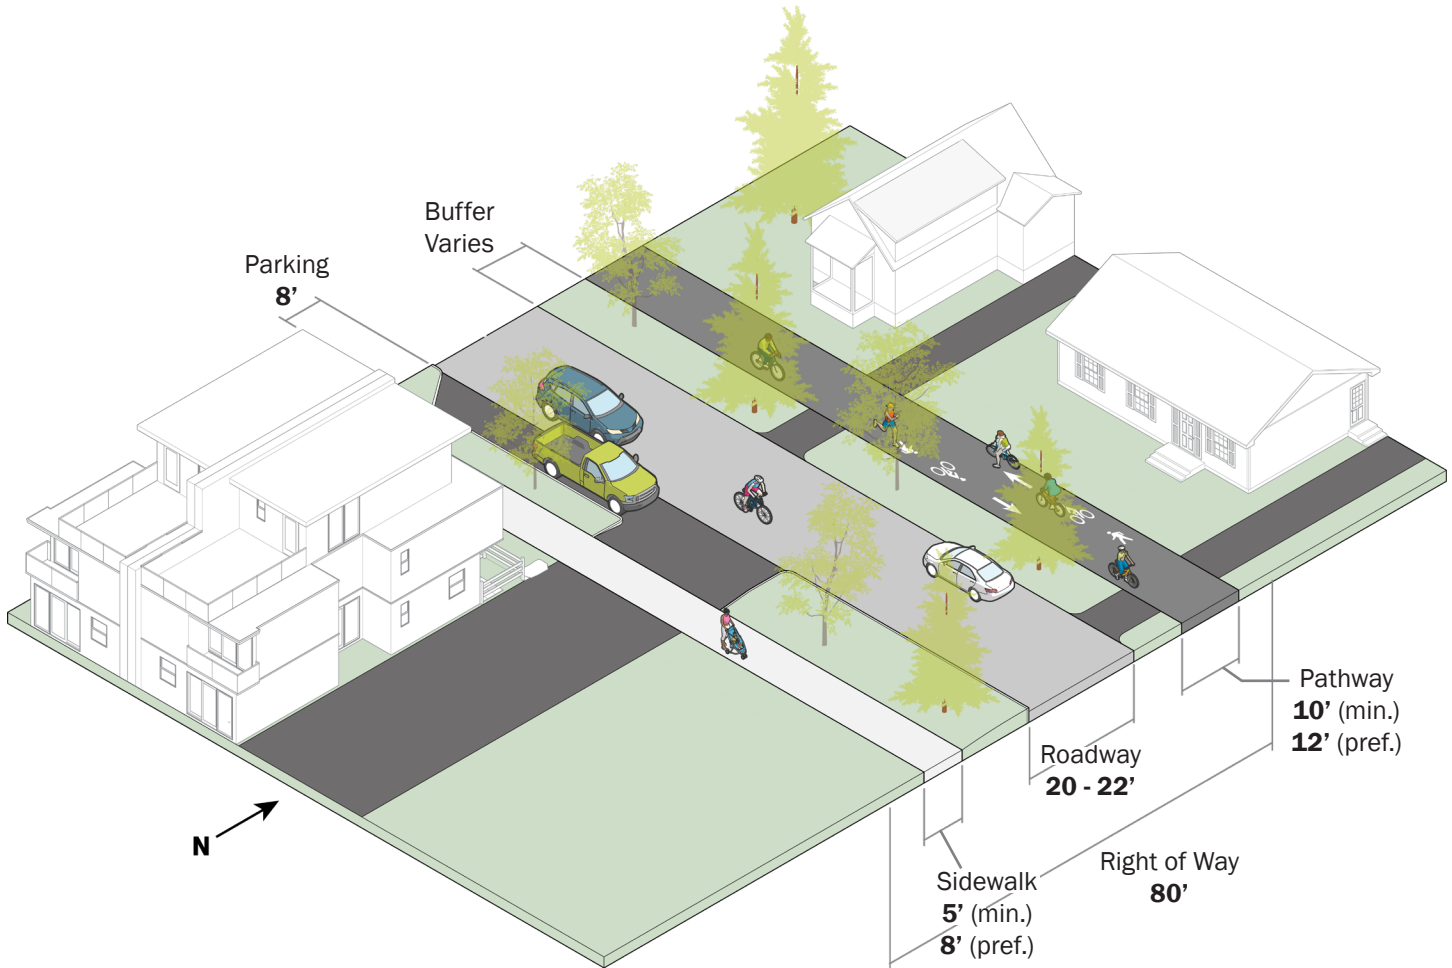 Buffer
Varies
Parking
8’
Pathway
10’ (min.)
12’ (pref.)
Roadway
20 - 22’
N
Right of Way
80’
Sidewalk
5’ (min.)
8’ (pref.)